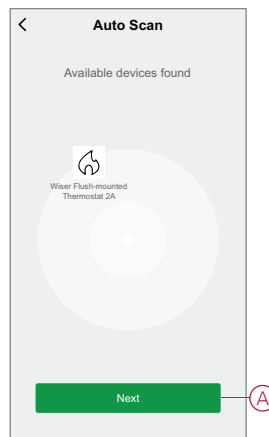 Auto Scan
Available devices found
Wiser Flush-mounted
Thermostat 2A
Next
A